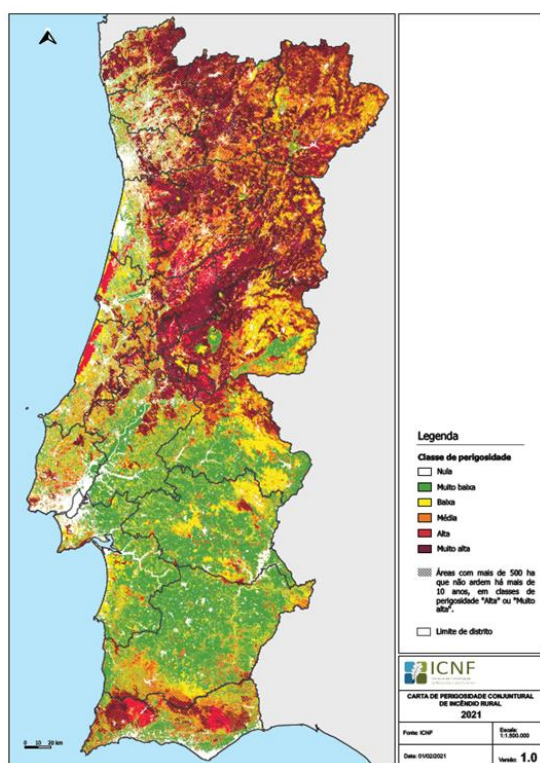 Legenda
Classe de perigosidade
Nula
Muito baixa
Baixa
Média
Alta
Muito alta
Áreas com mais de 500 ha
que não ardem há mais de
10 anos, em classes de
perigosidade "Alta" ou "Muito
alta".
Limite de distrito
ICNF
CARTA DE PERIGOSIDADE CONJUNTURAL
DE INCÊNDIO RURAL
2021
Fonte: ICNF
Escala:
1:1.500.000
Data: 01/02/2021
Versão: 1.0
0 10 20 km